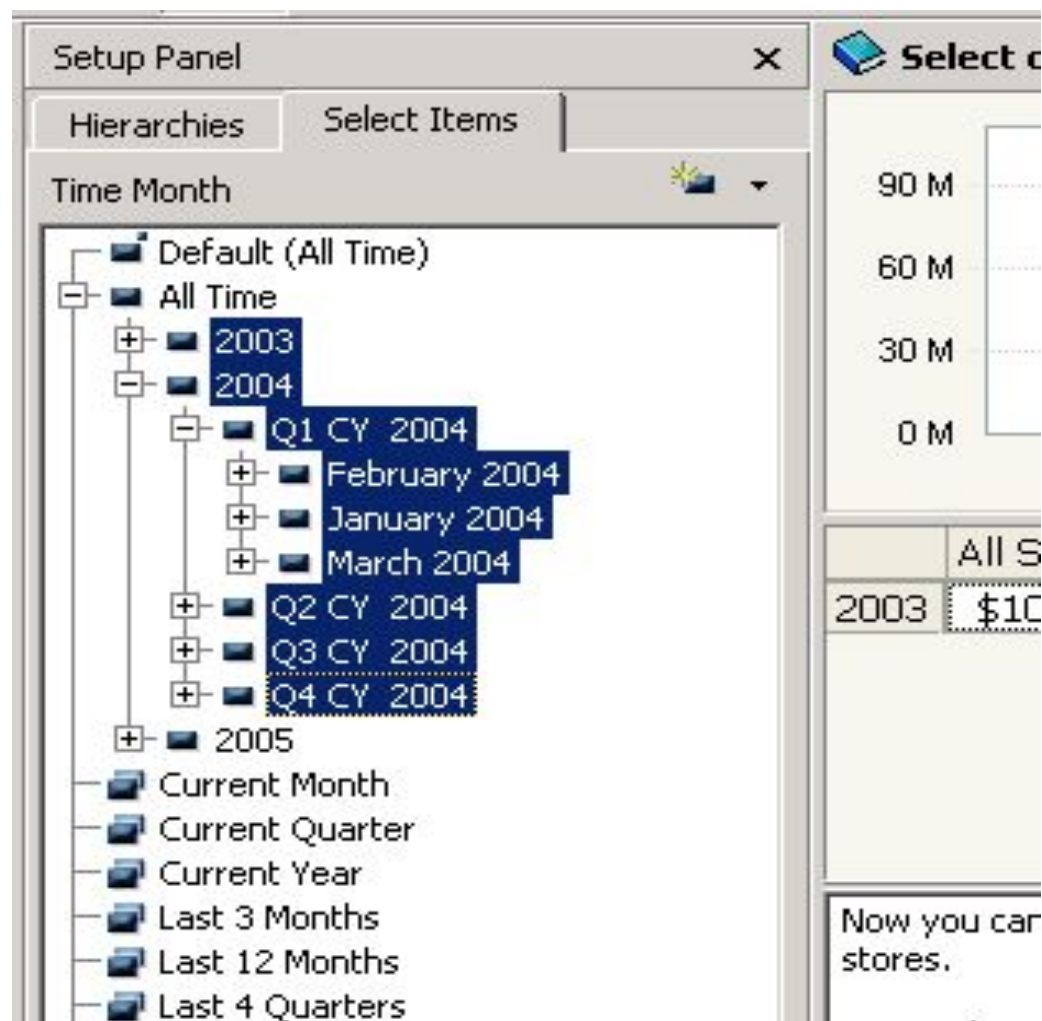 Setup Panel
Hierarchies
Select Items
Time Month
Default (All Time)
All Time
2003
2004
Q1 CY 2004
February 2004
January 2004
March 2004
Q2 CY 2004
Q3 CY 2004
Q4 CY 2004
2005
Current Month
Current Quarter
Current Year
Last 3 Months
Last 12 Months
Last 4 Quarters
Select
90 M
60 M
30 M
0 M
All
2003 $10
Now you can
stores.